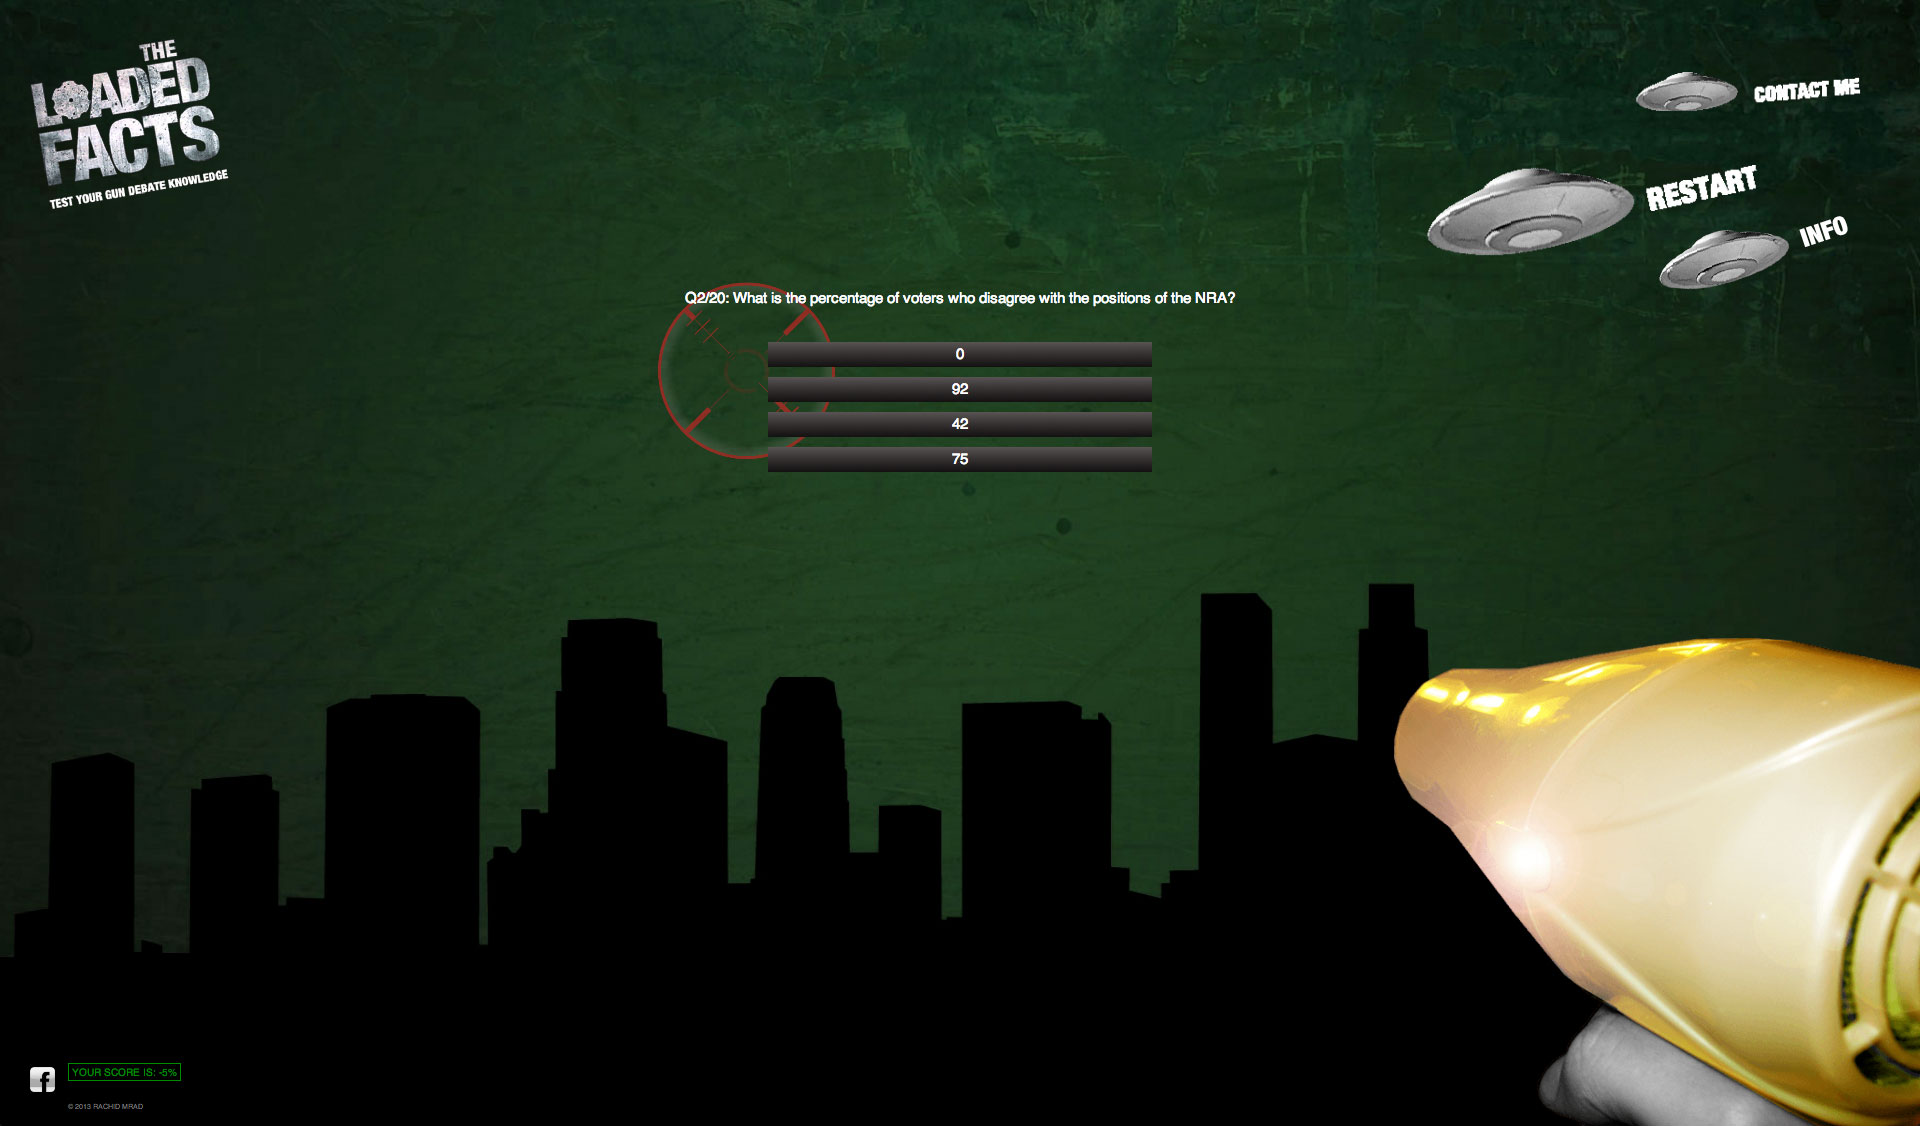 THE
LOADED
FACTS
TEST YOUR GUN DEBATE KNOWLEDGE
CONTACT ME
RESTART
INFO
Q2/20: What is the percentage of voters who disagree with the positions of the NRA?
0
92
42
75
f
YOUR SCORE IS: -5%
© 2013 RACHID MRAD